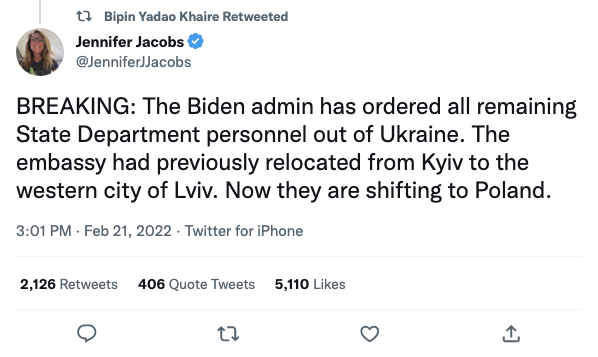 Bipin Yadao Khaire Retweeted
Jennifer Jacobs
@JenniferJJacobs
BREAKING: The Biden admin has ordered all remaining
State Department personnel out of Ukraine. The
embassy had previously relocated from Kyiv to the
western city of Lviv. Now they are shifting to Poland.
3:01 PM · Feb 21, 2022 · Twitter for iPhone
2,126 Retweets 406 Quote Tweets 5,110 Likes